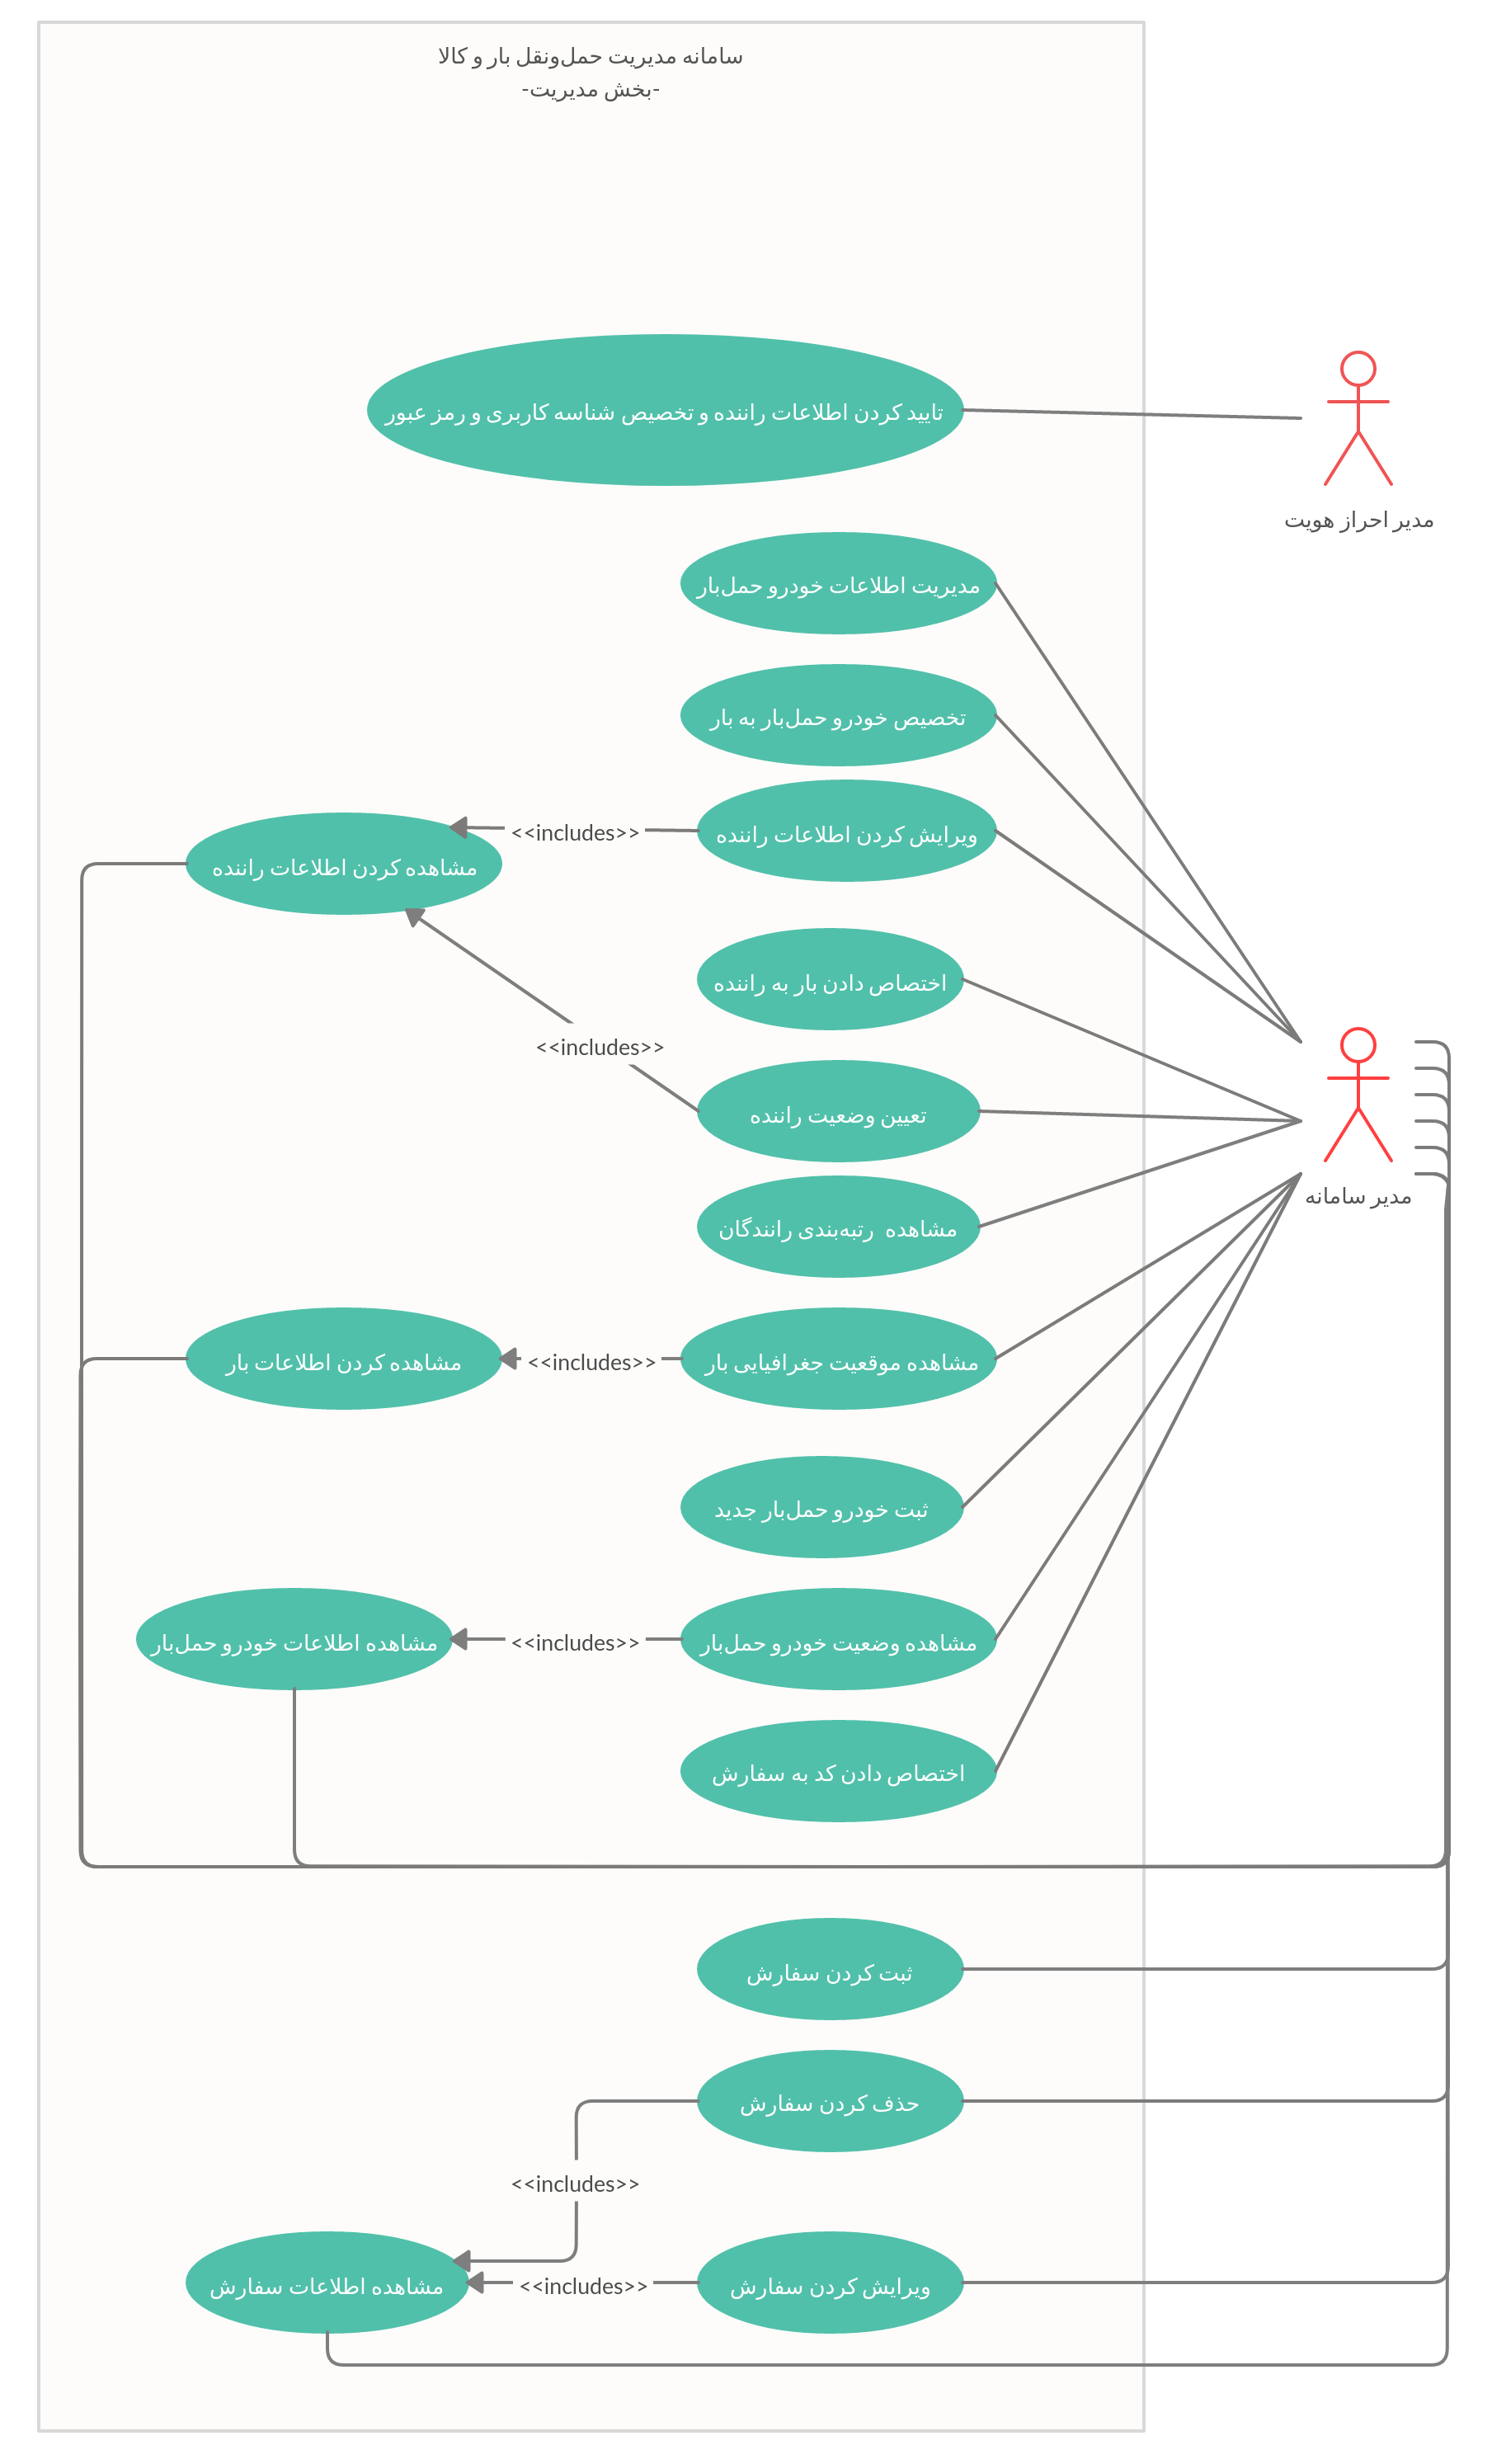 سامانه مدیریت حمل‌ونقل بار و کالا
-بخش مدیریت-
تایید کردن اطلاعات راننده و تخصیص شناسه کاربری و رمز عبور
مدیر احراز هویت
مدیریت اطلاعات خودرو حمل‌بار
تخصیص خودرو حمل‌بار به بار
ویرایش کردن اطلاعات راننده
<<includes>>
مشاهده کردن اطلاعات راننده
اختصاص دادن بار به راننده
<<includes>>
تعیین وضعیت راننده
مدیر سامانه
مشاهده  رتبه‌بندی رانندگان
مشاهده موقعیت جغرافیایی بار
<<includes>>
مشاهده کردن اطلاعات بار
ثبت خودرو حمل‌بار جدید
مشاهده وضعیت خودرو حمل‌بار
<<includes>>
مشاهده اطلاعات خودرو حمل‌بار
اختصاص دادن کد به سفارش
ثبت کردن سفارش
حذف کردن سفارش
<<includes>>
ویرایش کردن سفارش
<<includes>>
مشاهده اطلاعات سفارش